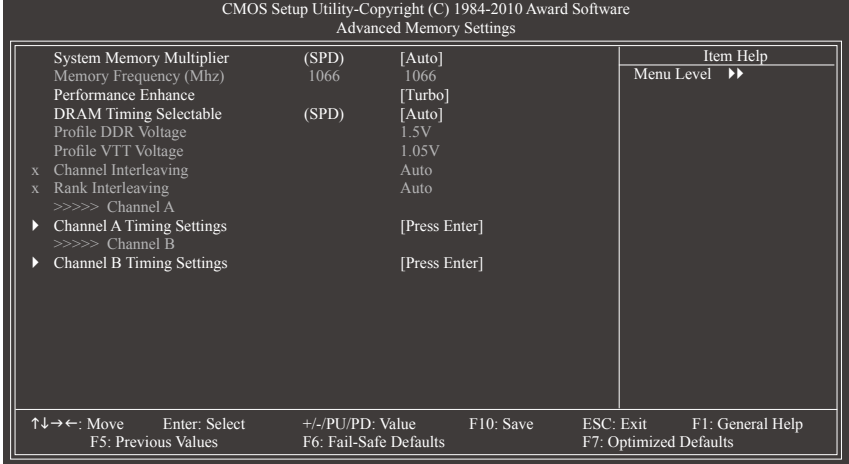 CMOS Setup Utility-Copyright (C) 1984-2010 Award Software
Advanced Memory Settings
System Memory Multiplier (SPD) [Auto]
Memory Frequency (Mhz) 1066 1066
Performance Enhance [Turbo]
DRAM Timing Selectable (SPD) [Auto]
Profile DDR Voltage 1.5V
Profile VTT Voltage 1.05V
x Channel Interleaving Auto
x Rank Interleaving Auto
>>>>> Channel A
Channel A Timing Settings [Press Enter]
>>>>> Channel B
Channel B Timing Settings [Press Enter]
Item Help
Menu Level
↑↓→←: Move Enter: Select +/-/PU/PD: Value F10: Save ESC: Exit F1: General Help
F5: Previous Values F6: Fail-Safe Defaults F7: Optimized Defaults